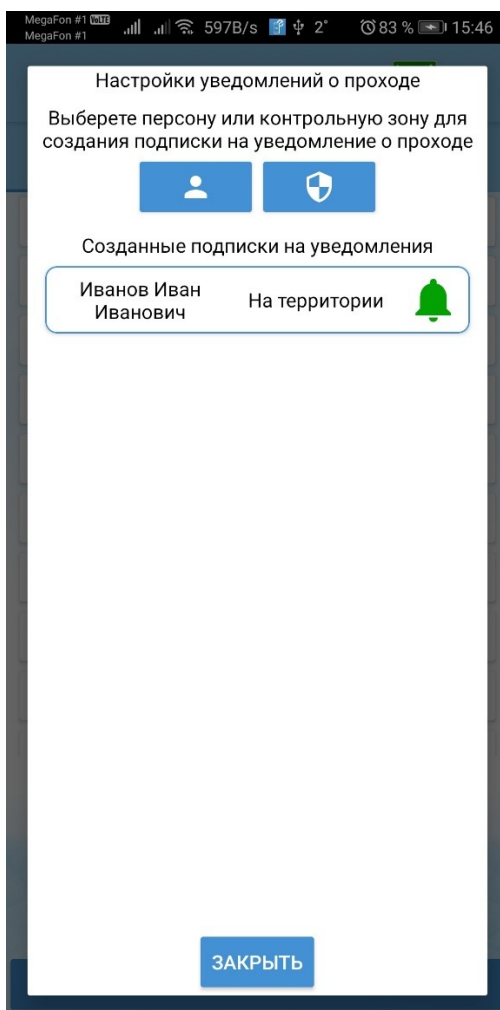 MegaFon #1 VoLTE
MegaFon #1
597B/s 2° 83 % 15:46
Настройки уведомлений о проходе
Выберете персону или контрольную зону для
создания подписки на уведомление о проходе
Созданные подписки на уведомления
Иванов Иван
Иванович
На территории
ЗАКРЫТЬ